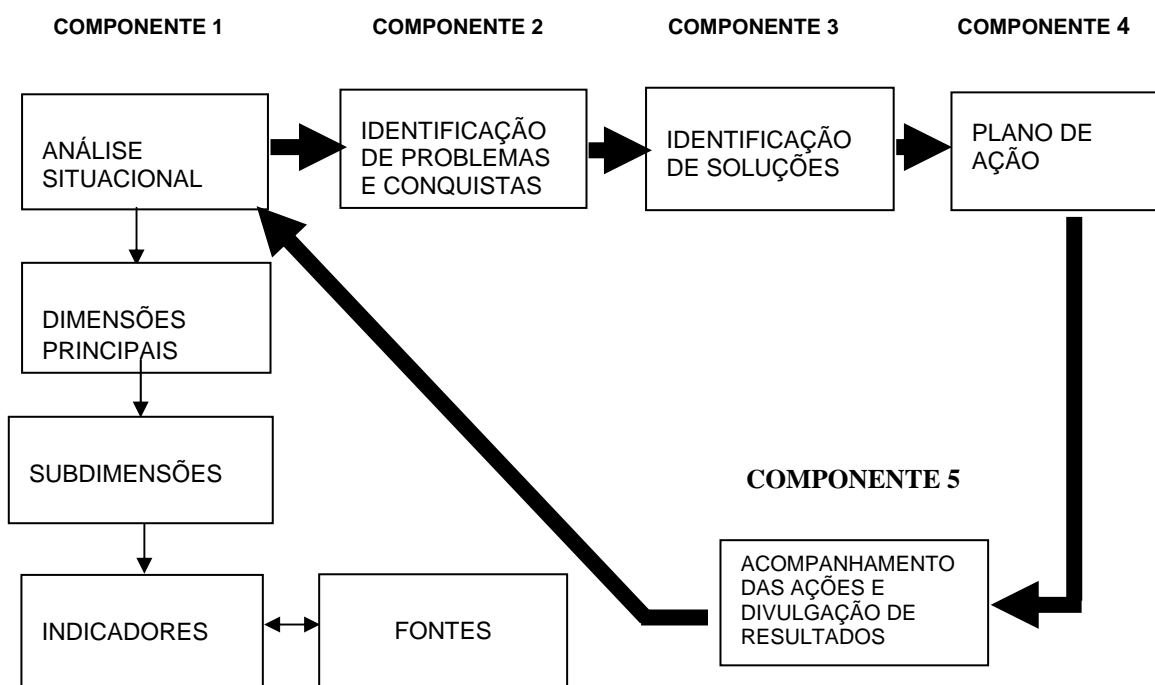 COMPONENTE 1
COMPONENTE 2
COMPONENTE 3
COMPONENTE 4
ANÁLISE
SITUACIONAL
IDENTIFICAÇÃO
DE PROBLEMAS
E CONQUISTAS
IDENTIFICAÇÃO
DE SOLUÇÕES
PLANO DE
AÇÃO
DIMENSÕES
PRINCIPAIS
SUBDIMENSÕES
COMPONENTE 5
INDICADORES
FONTES
ACOMPANHAMENTO
DAS AÇÕES E
DIVULGAÇÃO DE
RESULTADOS